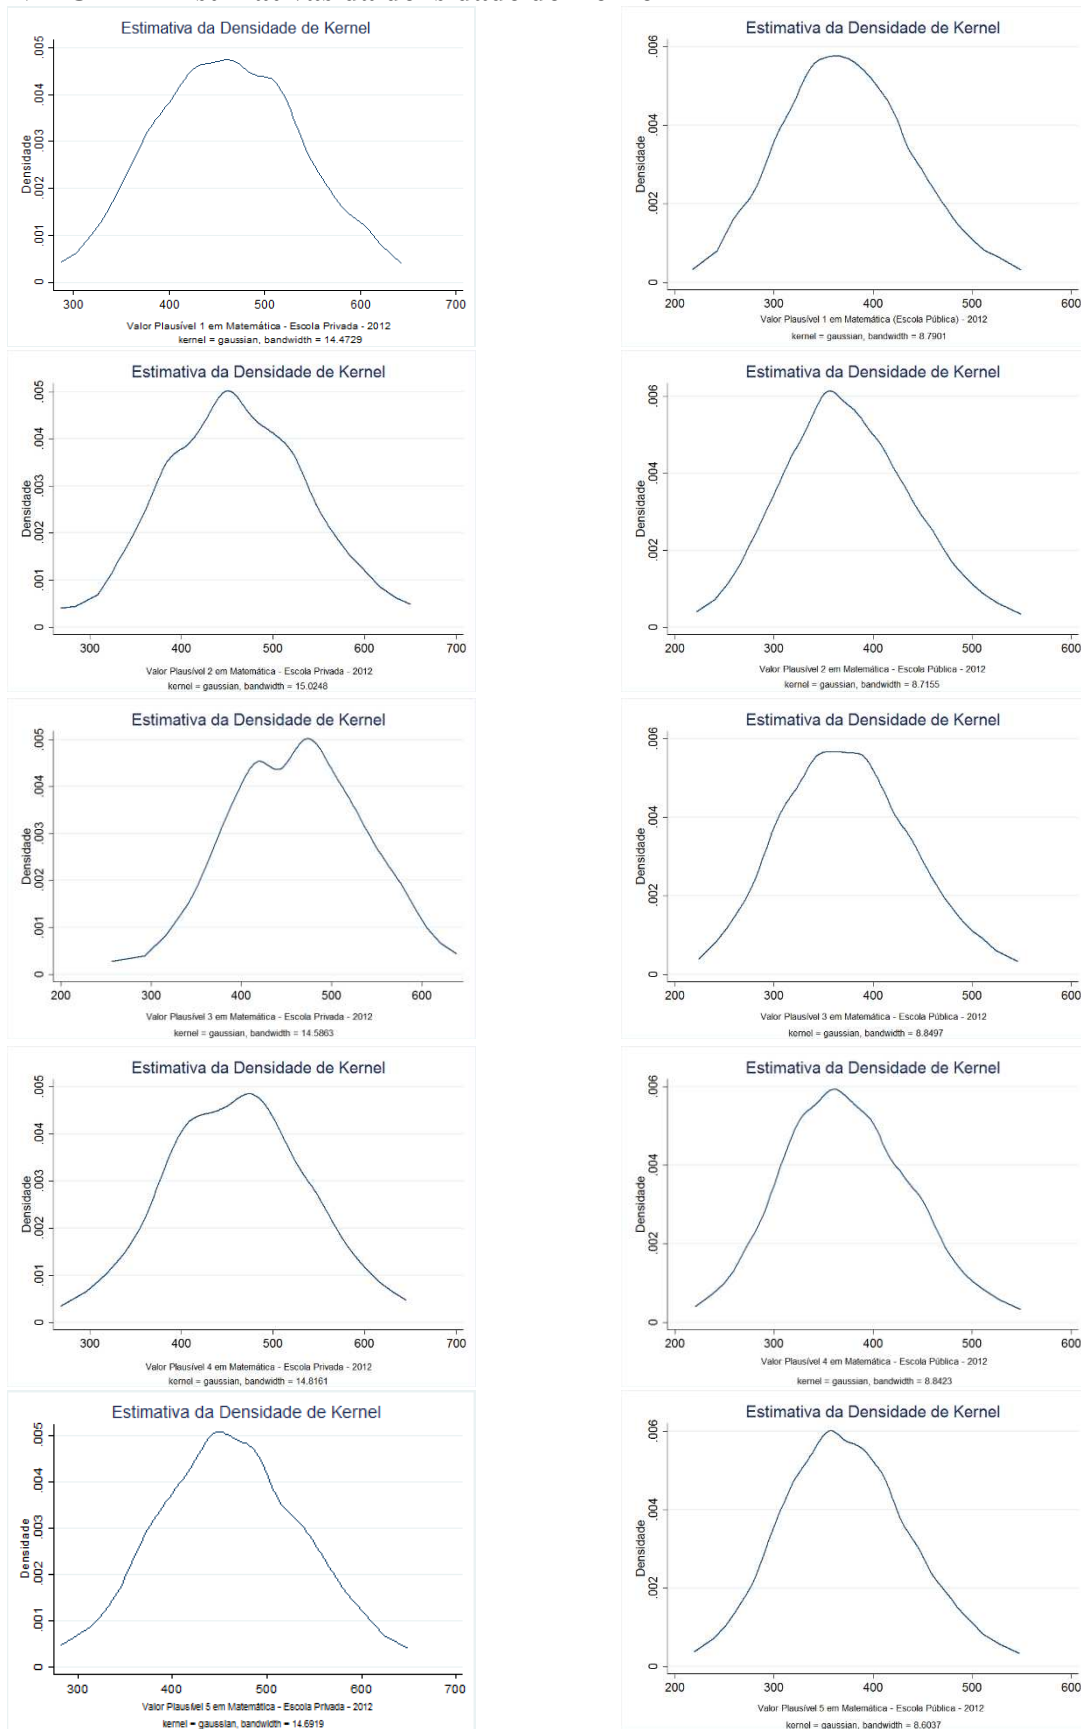 Estimativa da Densidade de Kernel
Densidade
0 .001 .002 .003 .004 .005
300 400 500 600 700
Valor Plausível 1 em Matemática - Escola Privada - 2012
kernel = gaussian, bandwidth = 14.4729
Estimativa da Densidade de Kernel
Densidade
0 .002 .004 .006
200 300 400 500 600
Valor Plausível 1 em Matemática (Escola Pública) - 2012
kernel = gaussian, bandwidth = 8.7901
Estimativa da Densidade de Kernel
Densidade
0 .001 .002 .003 .004 .005
300 400 500 600 700
Valor Plausível 2 em Matemática - Escola Privada - 2012
kernel = gaussian, bandwidth = 15.0248
Estimativa da Densidade de Kernel
Densidade
0 .002 .004 .006
200 300 400 500 600
Valor Plausível 2 em Matemática - Escola Pública - 2012
kernel = gaussian, bandwidth = 8.7155
Estimativa da Densidade de Kernel
Densidade
0 .001 .002 .003 .004 .005
200 300 400 500 600
Valor Plausível 3 em Matemática - Escola Privada - 2012
kernel = gaussian, bandwidth = 14.5863
Estimativa da Densidade de Kernel
Densidade
0 .002 .004 .006
200 300 400 500 600
Valor Plausível 3 em Matemática - Escola Pública - 2012
kernel = gaussian, bandwidth = 8.8497
Estimativa da Densidade de Kernel
Densidade
0 .001 .002 .003 .004 .005
300 400 500 600 700
Valor Plausível 4 em Matemática - Escola Privada - 2012
kernel = gaussian, bandwidth = 14.8161
Estimativa da Densidade de Kernel
Densidade
0 .002 .004 .006
200 300 400 500 600
Valor Plausível 4 em Matemática - Escola Pública - 2012
kernel = gaussian, bandwidth = 8.8423
Estimativa da Densidade de Kernel
Densidade
0 .001 .002 .003 .004 .005
300 400 500 600 700
Valor Plausível 5 em Matemática - Escola Privada - 2012
kernel = gaussian, bandwidth = 14.6919
Estimativa da Densidade de Kernel
Densidade
0 .002 .004 .006
200 300 400 500 600
Valor Plausível 5 em Matemática - Escola Pública - 2012
kernel = gaussian, bandwidth = 8.6037